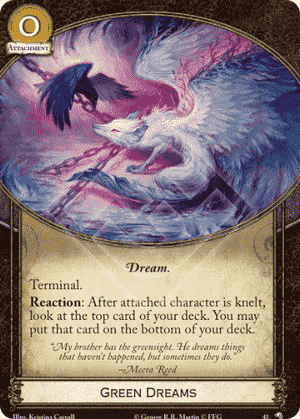 0
ATTACHMENT
Dream.
Terminal.
Reaction: After attached character is knelt,
look at the top card of your deck. You may
put that card on the bottom of your deck.
"My brother has the greensight. He dreams things
that haven't happened, but sometimes they do."
–Meera Reed
GREEN DREAMS
Illus. Kristina Carroll
© George R.R. Martin © FFG
43